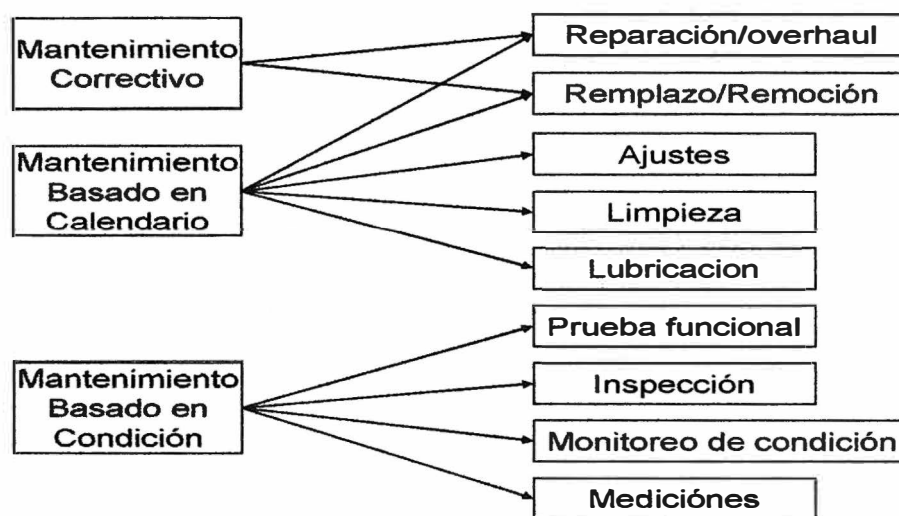 Mantenimiento
Correctivo
Mantenimiento
Basado en
Calendario
Mantenimiento
Basado en
Condición
Reparación/overhaul
Remplazo/Remoción
Ajustes
Limpieza
Lubricacion
Prueba funcional
Inspección
Monitoreo de condición
Mediciónes